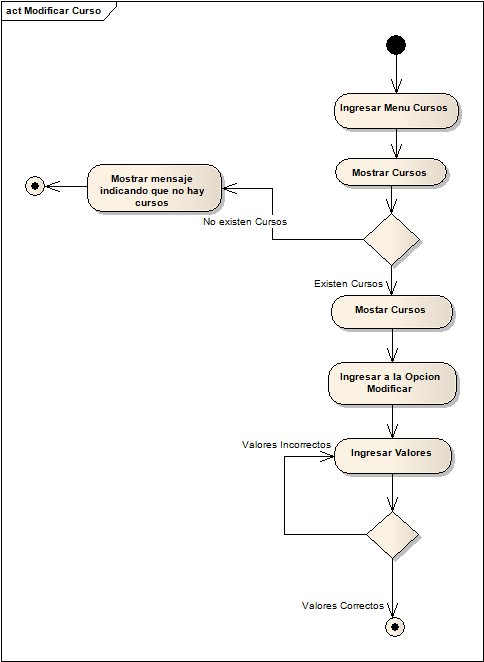 act Modificar Curso
Ingresar Menu Cursos
Mostrar Cursos
Mostrar mensaje
indicando que no hay
cursos
No existen Cursos
Existen Cursos
Mostar Cursos
Ingresar a la Opcion
Modificar
Valores Incorrectos
Ingresar Valores
Valores Correctos